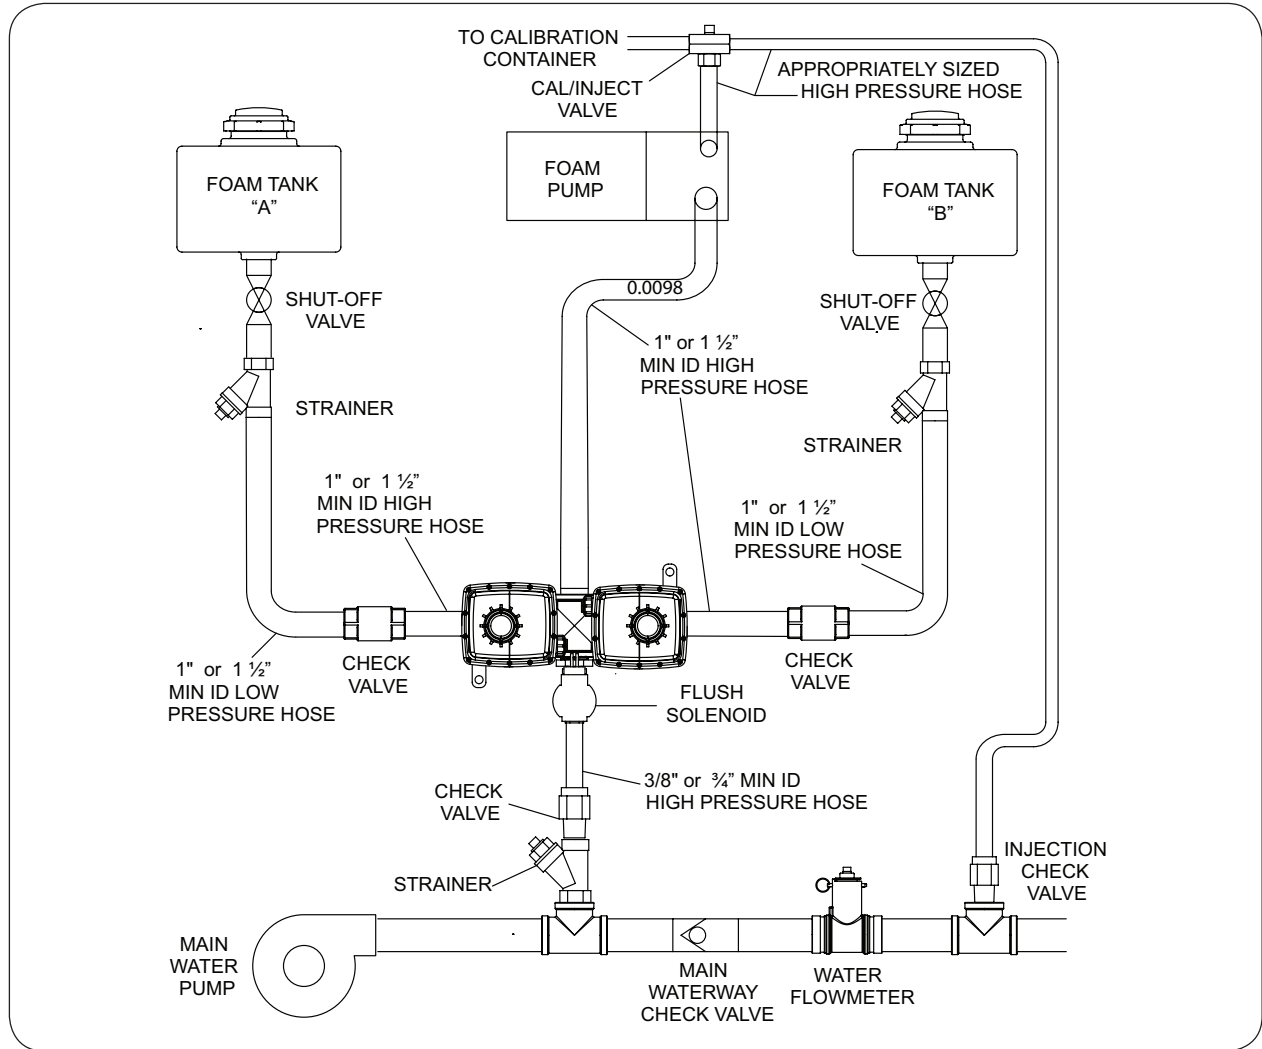 TO CALIBRATION
CONTAINER
CAL/INJECT
VALVE
APPROPRIATELY SIZED
HIGH PRESSURE HOSE
FOAM TANK
“A”
FOAM
PUMP
FOAM TANK
“B”
SHUT-OFF
VALVE
0.0098
SHUT-OFF
VALVE
1" or 1 ½”
MIN ID HIGH
PRESSURE HOSE
STRAINER
STRAINER
1" or 1 ½”
MIN ID HIGH
PRESSURE HOSE
1" or 1 ½”
MIN ID LOW
PRESSURE HOSE
1" or 1 ½”
MIN ID LOW
PRESSURE HOSE
CHECK
VALVE
FLUSH
SOLENOID
CHECK
VALVE
3/8" or ¾” MIN ID
HIGH PRESSURE HOSE
CHECK
VALVE
STRAINER
INJECTION
CHECK
VALVE
MAIN
WATER
PUMP
MAIN
WATERWAY
CHECK VALVE
WATER
FLOWMETER